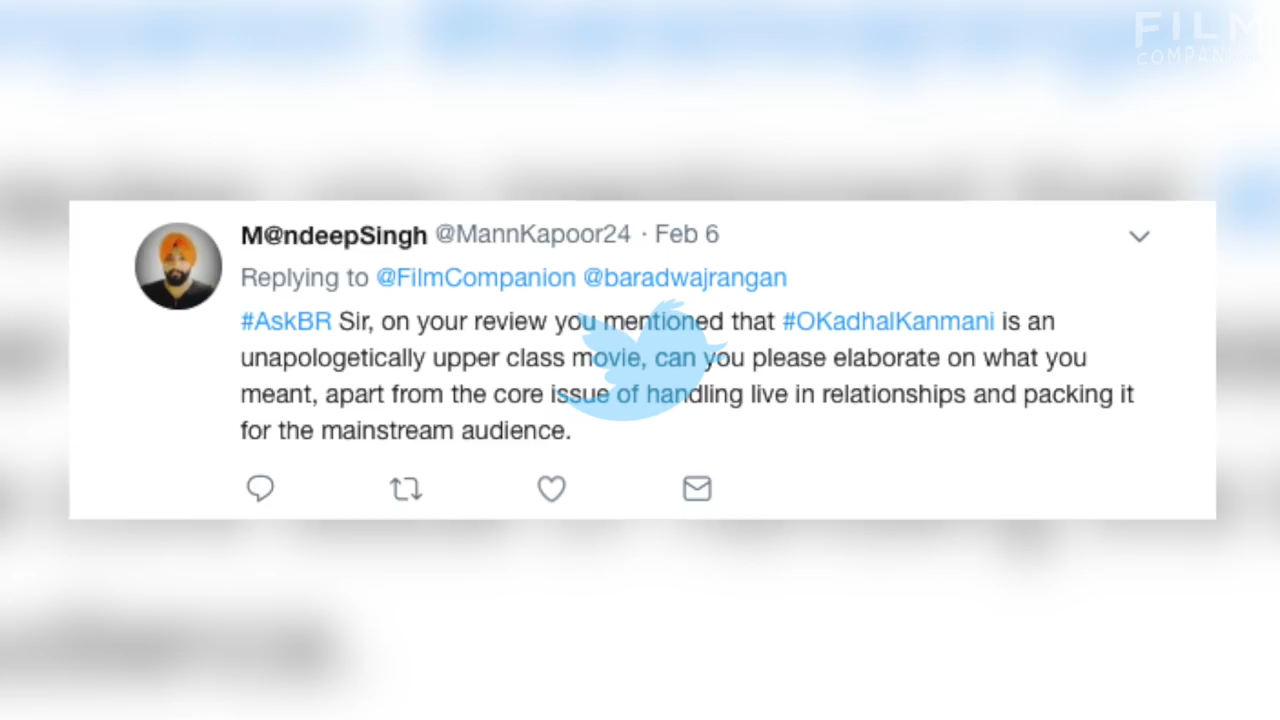 FILM
COMPANION
M@ndeepSingh @MannKapoor24 · Feb 6
Replying to @FilmCompanion @baradwajrangan
#AskBR Sir, on your review you mentioned that #OKadhalKanmani is an
unapologetically upper class movie, can you please elaborate on what you
meant, apart from the core issue of handling live in relationships and packing it
for the mainstream audience.